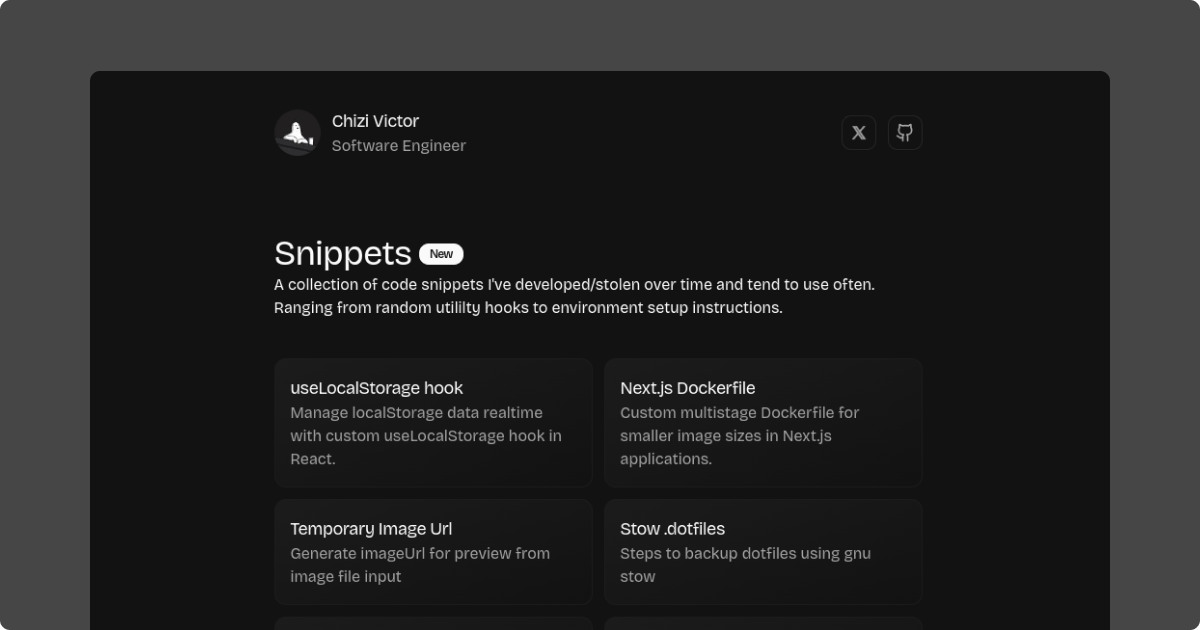 Chizi Victor
Software Engineer
Snippets New
A collection of code snippets I've developed/stolen over time and tend to use often.
Ranging from random utilility hooks to environment setup instructions.
useLocalStorage hook
Manage localStorage data realtime
with custom useLocalStorage hook in
React.
Next.js Dockerfile
Custom multistage Dockerfile for
smaller image sizes in Next.js
applications.
Temporary Image Url
Generate imageUrl for preview from
image file input
Stow .dotfiles
Steps to backup dotfiles using gnu
stow